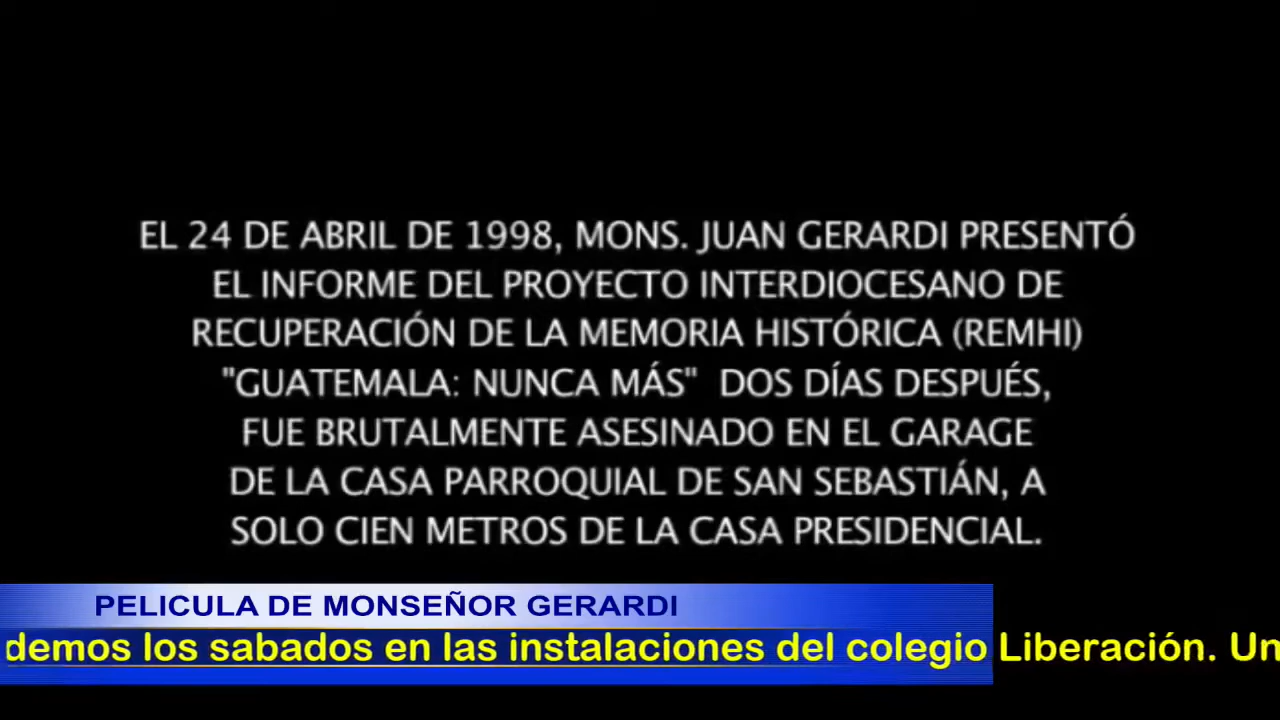 EL 24 DE ABRIL DE 1998, MONS. JUAN GERARDI PRESENTÓ
EL INFORME DEL PROYECTO INTERDIOCESANO DE
RECUPERACIÓN DE LA MEMORIA HISTÓRICA (REMHI)
"GUATEMALA: NUNCA MÁS" DOS DÍAS DESPUÉS,
FUE BRUTALMENTE ASESINADO EN EL GARAGE
DE LA CASA PARROQUIAL DE SAN SEBASTIÁN, A
SOLO CIEN METROS DE LA CASA PRESIDENCIAL.
PELICULA DE MONSEÑOR GERARDI
demos los sabados en las instalaciones del colegio Liberación. Un